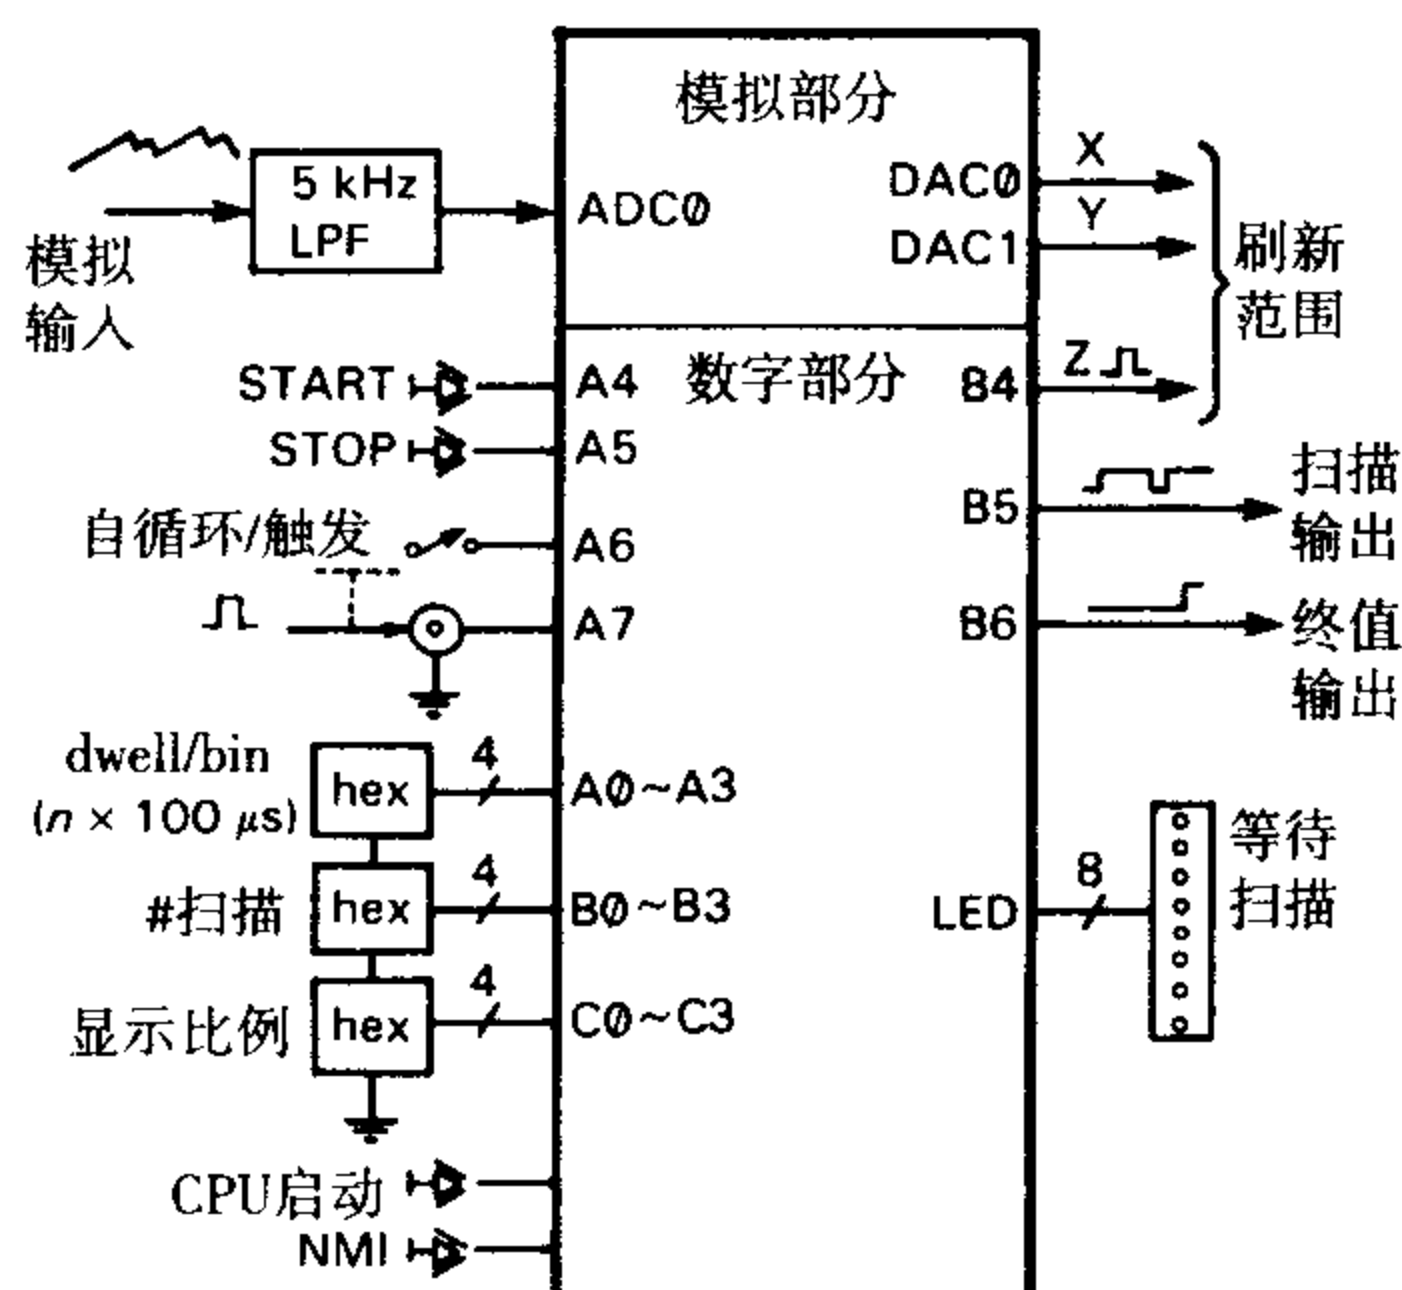 模拟部分
5 kHz
LPF
模拟
输入
ADC0
DAC0
X
DAC1
Y
刷新
范围
数字部分
START
A4
B4
Z
STOP
A5
B5
扫描
输出
自循环/触发
A6
A7
B6
终值
输出
dwell/bin
(n × 100 μs)
hex
4
A0~A3
#扫描
hex
4
B0~B3
LED
8
等待
扫描
显示比例
hex
4
C0~C3
CPU启动
NMI